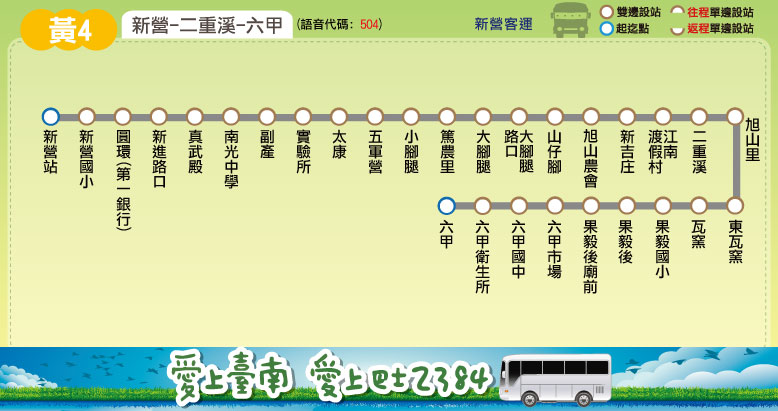 黃4
新營-二重溪-六甲
(語音代碼：504)
新營客運
雙邊設站
往程單邊設站
起迄點
返程單邊設站
新營站
新營國小
圓環(第一銀行)
新進路口
真武殿
南光中學
副產
實驗所
太康
五軍營
小腳腿
篤農里
大腳腿
大腳腿
路口
山仔腳
旭山農會
新吉庄
江南
渡假村
二重溪
旭山里
六甲
六甲衛生所
六甲國中
六甲市場
果毅後廟前
果毅後
果毅國小
瓦窯
東瓦窯
愛上臺南 愛上巴士2384